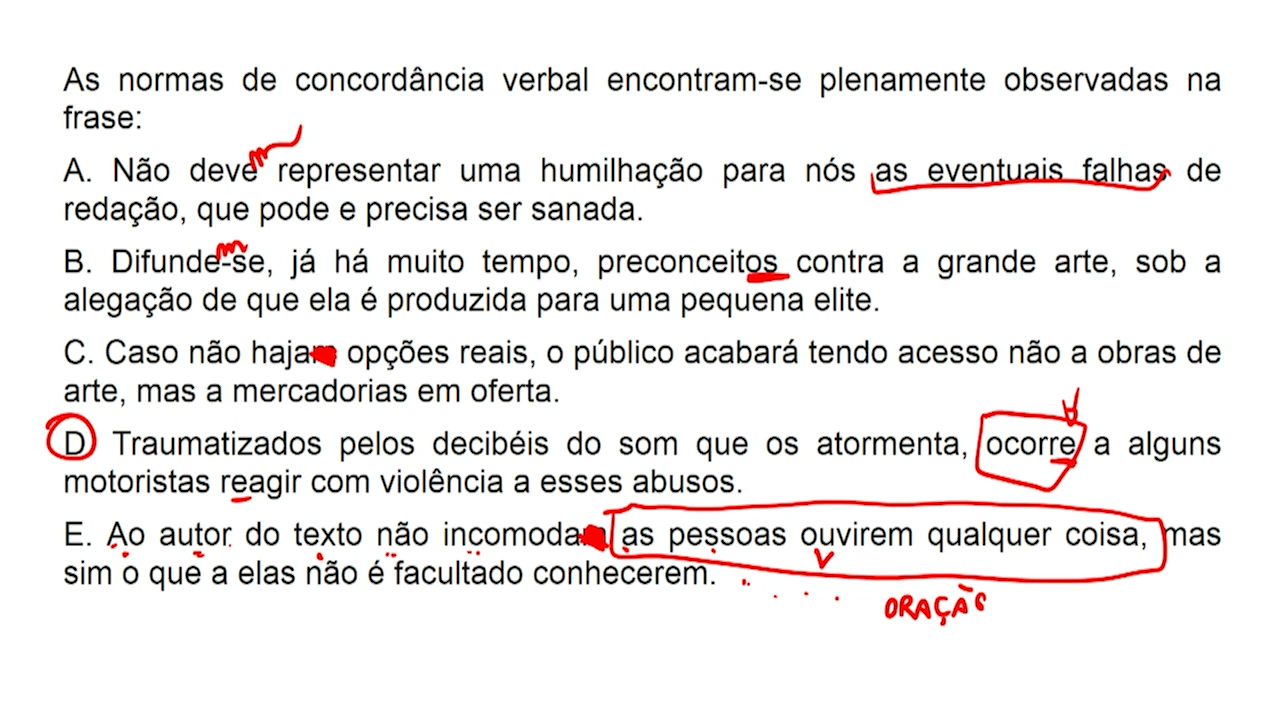 As normas de concordância verbal encontram-se plenamente observadas na
frase:
A. Não devem representar uma humilhação para nós as eventuais falhas de
redação, que pode e precisa ser sanada.
B. Difundem-se, já há muito tempo, preconceitos contra a grande arte, sob a
alegação de que ela é produzida para uma pequena elite.
C. Caso não haja opções reais, o público acabará tendo acesso não a obras de
arte, mas a mercadorias em oferta.
D. Traumatizados pelos decibéis do som que os atormenta, ocorre a alguns
motoristas reagir com violência a esses abusos.
E. Ao autor do texto não incomoda as pessoas ouvirem qualquer coisa, mas
sim o que a elas não é facultado conhecerem.
V
ORAÇÃO